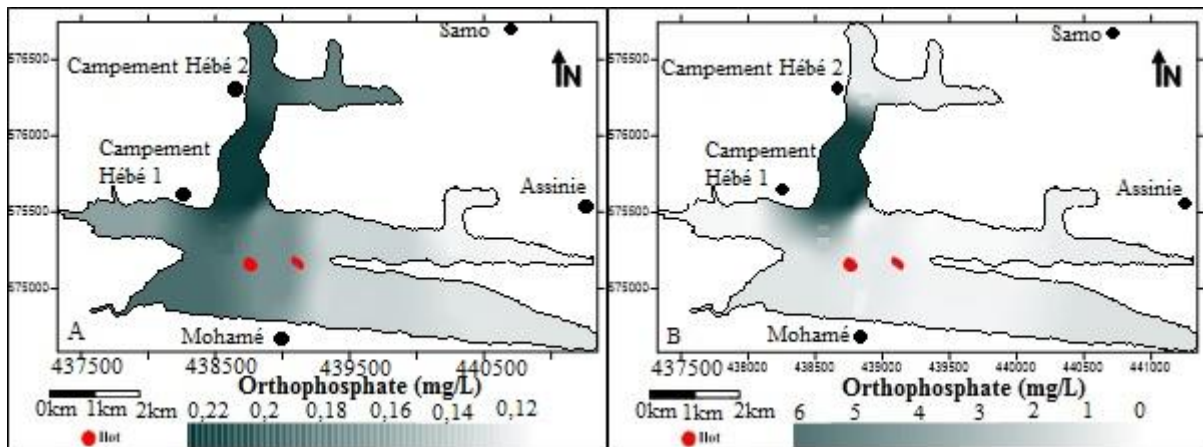 Samo
Campement Hébé 2
N
Campement
Hébé 1
Assinie
Mohamé
A
576500
576000
575500
575000
437500 438500 439500 440500
Orthophosphate (mg/L)
0km 1km 2km
0,22 0,2 0,18 0,16 0,14 0,12
Ilot
Samo
Campement Hébé 2
N
Campement
Hébé 1
Assinie
Mohamé
B
576500
576000
575500
575000
437500 438000 438500 439000 439500 440000 440500 441000
Orthophosphate (mg/L)
0km 1km 2km
6 5 4 3 2 1 0
Ilot